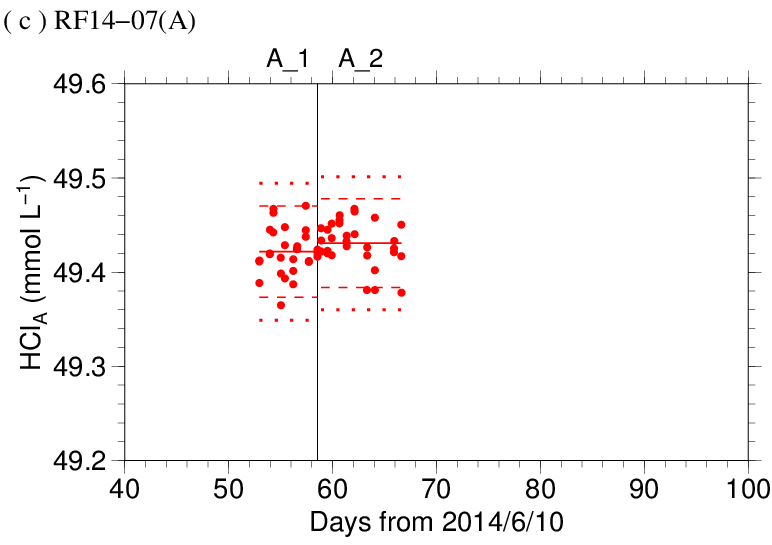 ( c ) RF14−07(A)
A_1 A_2
49.6
49.5
49.4
49.3
49.2
HCl_A (mmol L⁻¹)
40 50 60 70 80 90 100
Days from 2014/6/10